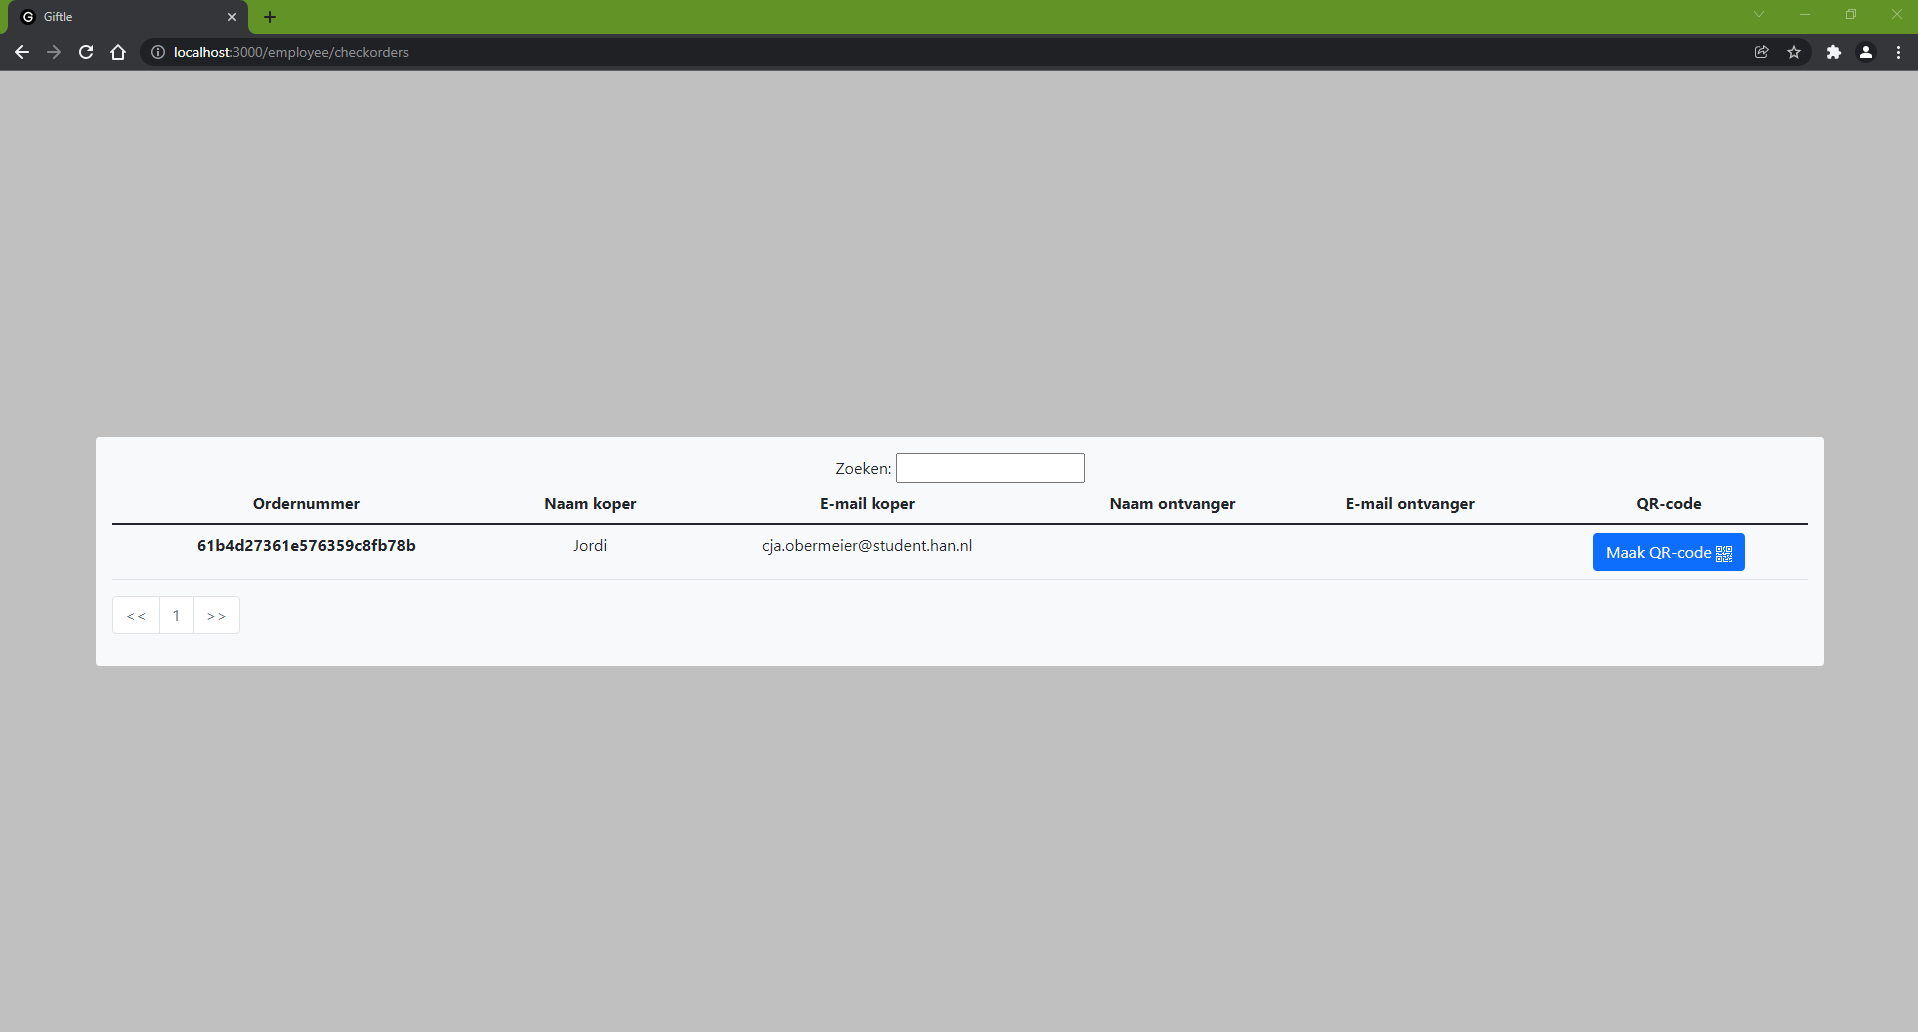 G Giftle
localhost:3000/employee/checkorders
Zoeken:
Ordernummer Naam koper E-mail koper Naam ontvanger E-mail ontvanger QR-code
61b4d27361e576359c8fb78b Jordi cja.obermeier@student.han.nl Maak QR-code
<< 1 >>